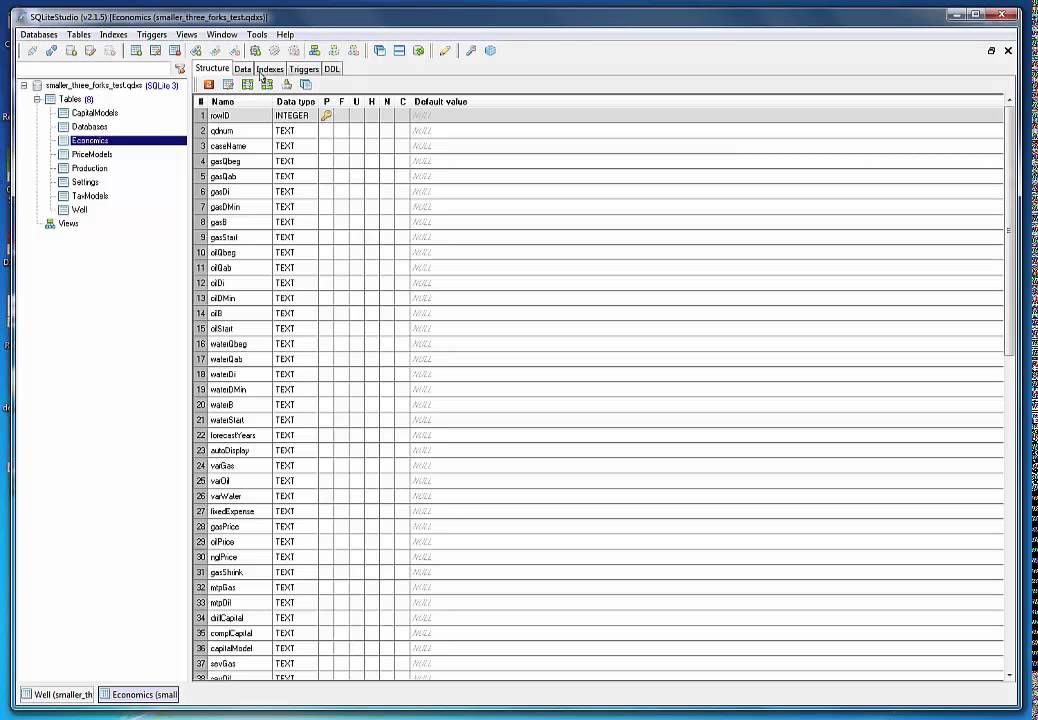 SQLiteStudio (v2.1.5) [Economics (smaller_three_forks_test.qdxs)]
Databases Tables Indexes Triggers Views Window Tools Help
Structure Data Indexes Triggers DDL
smaller_three_forks_test.qdxs (SQLite 3)
Tables (8)
CapitalModels
Databases
Economics
PriceModels
Production
Settings
TaxModels
Well
Views
# Name Data type P F U H N C Default value
1 rowID INTEGER NULL
2 qdnum TEXT NULL
3 caseName TEXT NULL
4 gasQbeg TEXT NULL
5 gasQab TEXT NULL
6 gasDi TEXT NULL
7 gasDMin TEXT NULL
8 gasB TEXT NULL
9 gasStart TEXT NULL
10 oilQbeg TEXT NULL
11 oilQab TEXT NULL
12 oilDi TEXT NULL
13 oilDMin TEXT NULL
14 oilB TEXT NULL
15 oilStart TEXT NULL
16 waterQbeg TEXT NULL
17 waterQab TEXT NULL
18 waterDi TEXT NULL
19 waterDMin TEXT NULL
20 waterB TEXT NULL
21 waterStart TEXT NULL
22 forecastYears TEXT NULL
23 autoDisplay TEXT NULL
24 varGas TEXT NULL
25 varOil TEXT NULL
26 varWater TEXT NULL
27 fixedExpense TEXT NULL
28 gasPrice TEXT NULL
29 oilPrice TEXT NULL
30 nglPrice TEXT NULL
31 gasShrink TEXT NULL
32 mtpGas TEXT NULL
33 mtpOil TEXT NULL
34 drillCapital TEXT NULL
35 complCapital TEXT NULL
36 capitalModel TEXT NULL
37 sevGas TEXT NULL
38 sevOil TEXT NULL
Well (smaller_th Economics (small